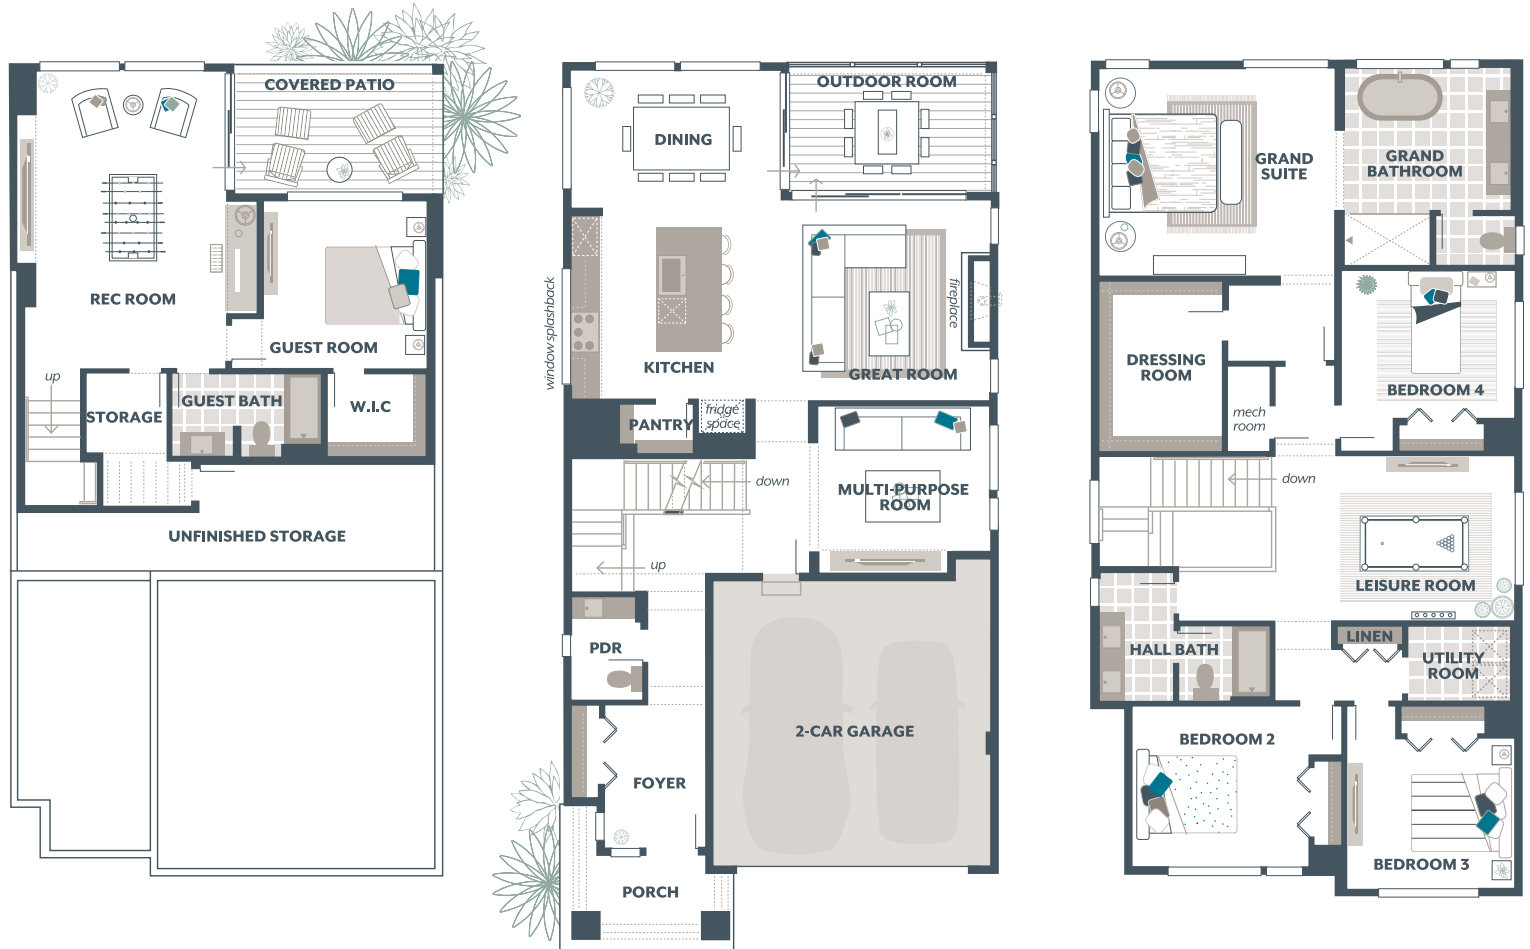 COVERED PATIO
REC ROOM
GUEST ROOM
up
STORAGE
GUEST BATH
W.I.C
UNFINISHED STORAGE
OUTDOOR ROOM
DINING
window splashback
KITCHEN
fireplace
GREAT ROOM
PANTRY
fridge
space
down
MULTI-PURPOSE
ROOM
up
PDR
2-CAR GARAGE
FOYER
PORCH
GRAND
SUITE
GRAND
BATHROOM
DRESSING
ROOM
BEDROOM 4
mech
room
down
LEISURE ROOM
HALL BATH
LINEN
UTILITY
ROOM
BEDROOM 2
BEDROOM 3